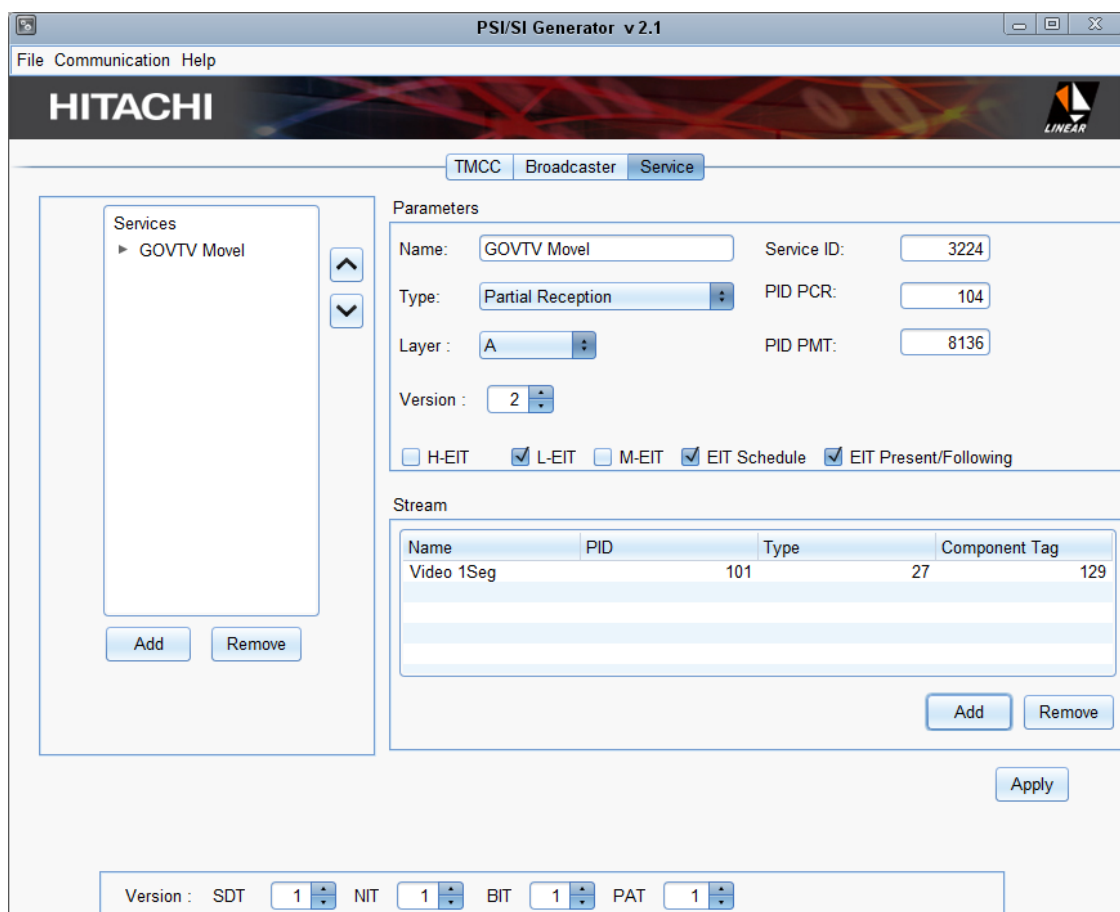 PSI/SI Generator v 2.1
File Communication Help
HITACHI
LINEAR
TMCC Broadcaster Service
Services
GOVTV Movel
Add Remove
Parameters
Name: GOVTV Movel Service ID: 3224
Type: Partial Reception PID PCR: 104
Layer : A PID PMT: 8136
Version : 2
H-EIT L-EIT M-EIT EIT Schedule EIT Present/Following
Stream
Name PID Type Component Tag
Video 1Seg 101 27 129
Add Remove
Apply
Version : SDT 1 NIT 1 BIT 1 PAT 1